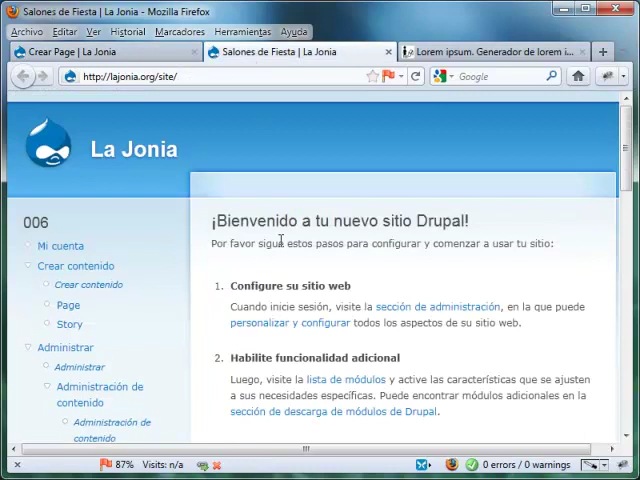 Salones de Fiesta | La Jonia - Mozilla Firefox
Archivo Editar Ver Historial Marcadores Herramientas Ayuda
Crear Page | La Jonia
Salones de Fiesta | La Jonia
Lorem ipsum. Generador de lorem i...
http://lajonia.org/site/
Google
La Jonia
006
Mi cuenta
Crear contenido
Crear contenido
Page
Story
Administrar
Administrar
Administración de
contenido
Administración de
contenido
¡Bienvenido a tu nuevo sitio Drupal!
Por favor sigua estos pasos para configurar y comenzar a usar tu sitio:
1. Configure su sitio web
Cuando inicie sesión, visite la sección de administración, en la que puede
personalizar y configurar todos los aspectos de su sitio web.
2. Habilite funcionalidad adicional
Luego, visite la lista de módulos y active las características que se ajusten
a sus necesidades específicas. Puede encontrar módulos adicionales en la
sección de descarga de módulos de Drupal.
87% Visits: n/a
0 errors / 0 warnings